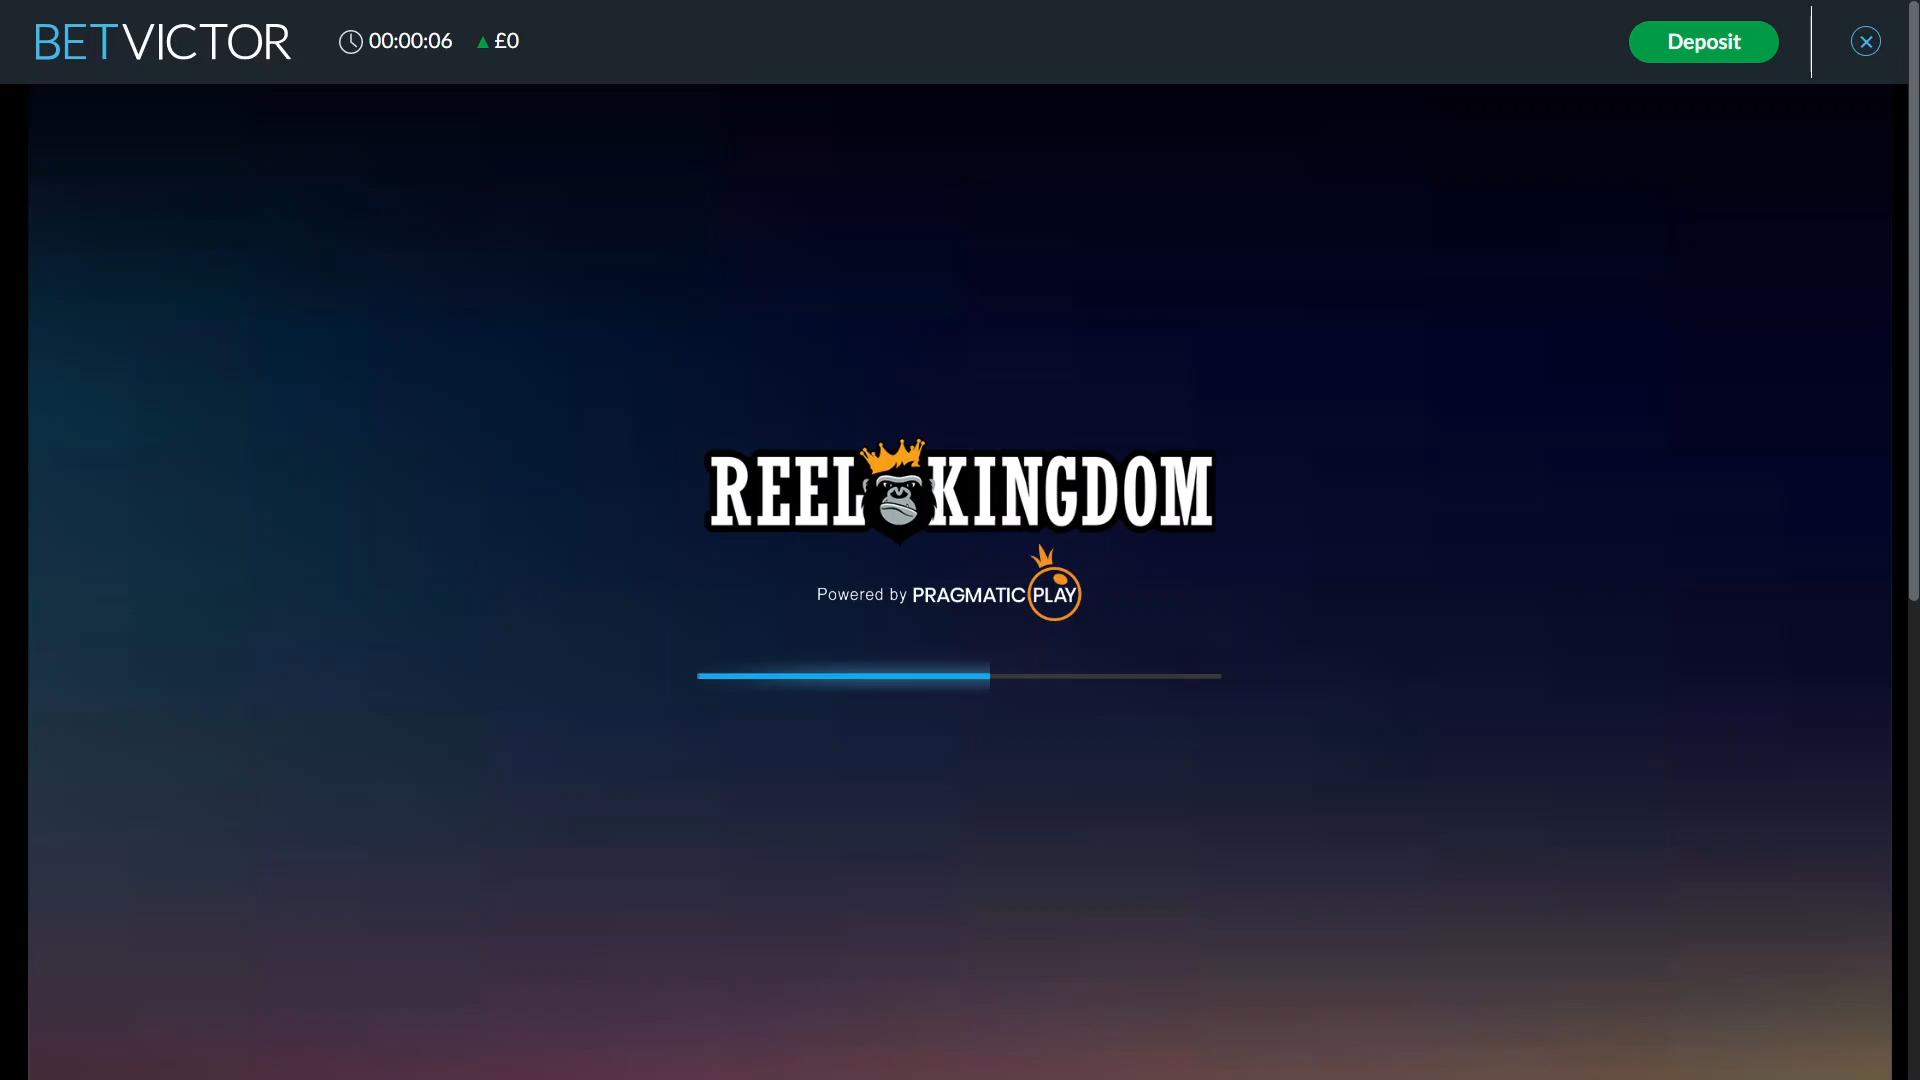 BETVICTOR 00:00:06 ▲ £0 Deposit
REEL KINGDOM
Powered by PRAGMATIC PLAY